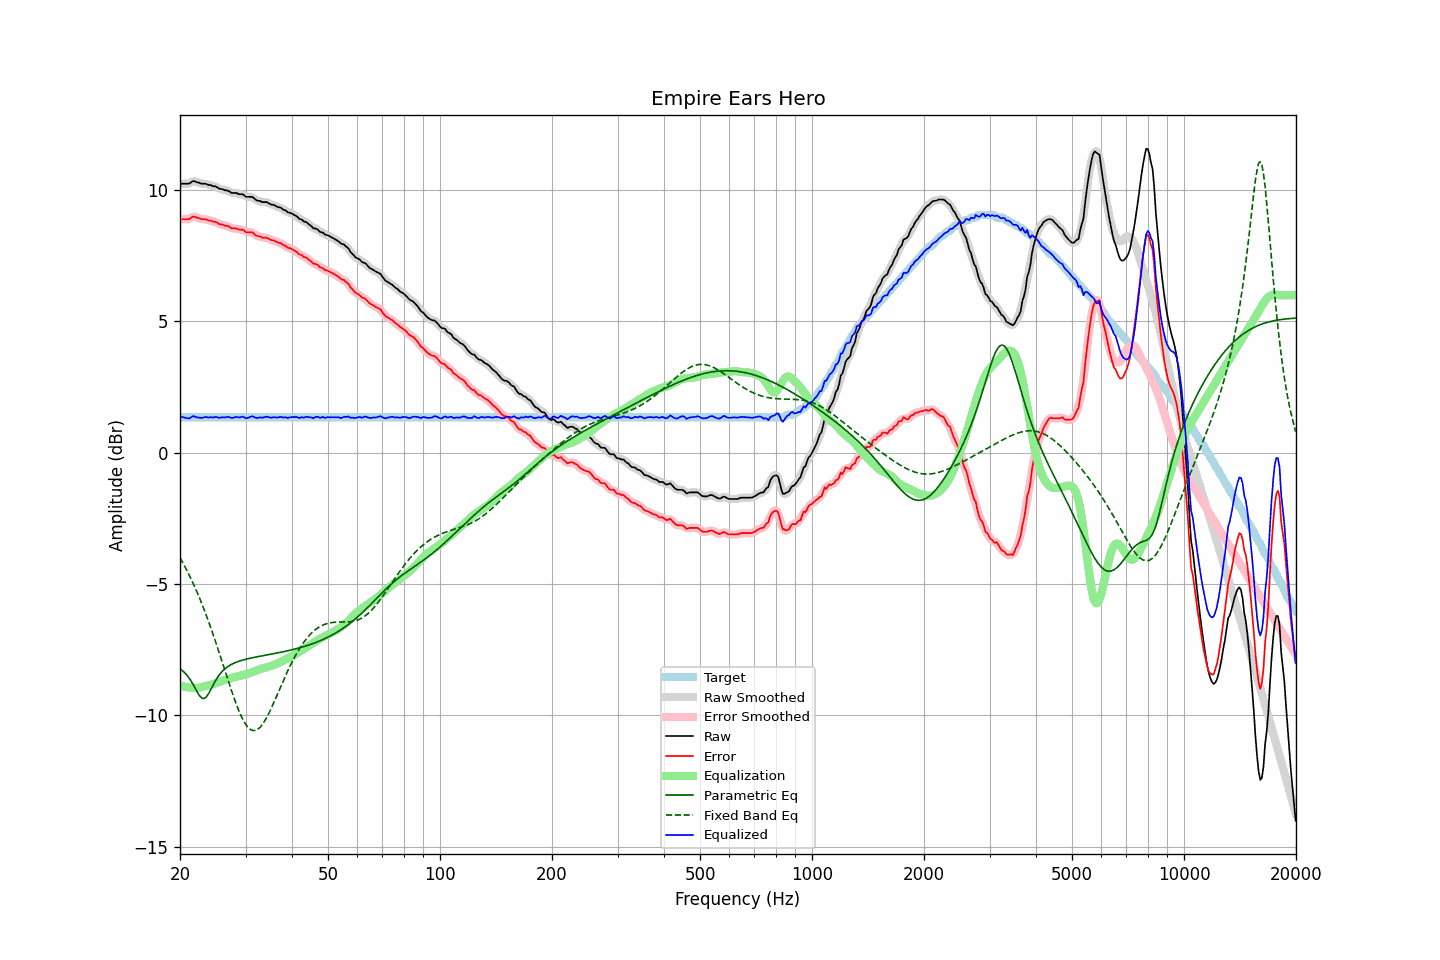 Empire Ears Hero
10
5
0
−5
−10
−15
Amplitude (dBr)
20
50
100
200
500
1000
2000
5000
10000
20000
Frequency (Hz)
Target
Raw Smoothed
Error Smoothed
Raw
Error
Equalization
Parametric Eq
Fixed Band Eq
Equalized